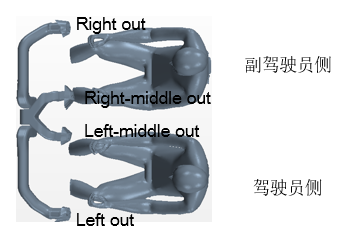 Right out
副驾驶员侧
Right-middle out
Left-middle out
驾驶员侧
Left out